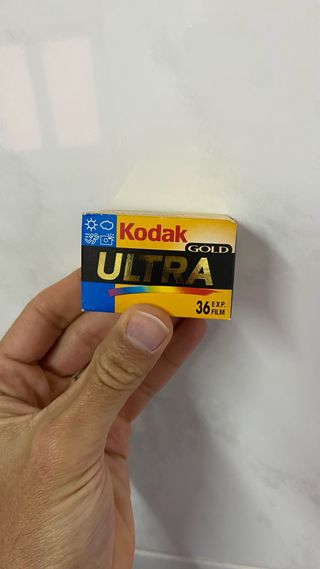 Kodak
GOLD
ULTRA
36 EXP.
FILM